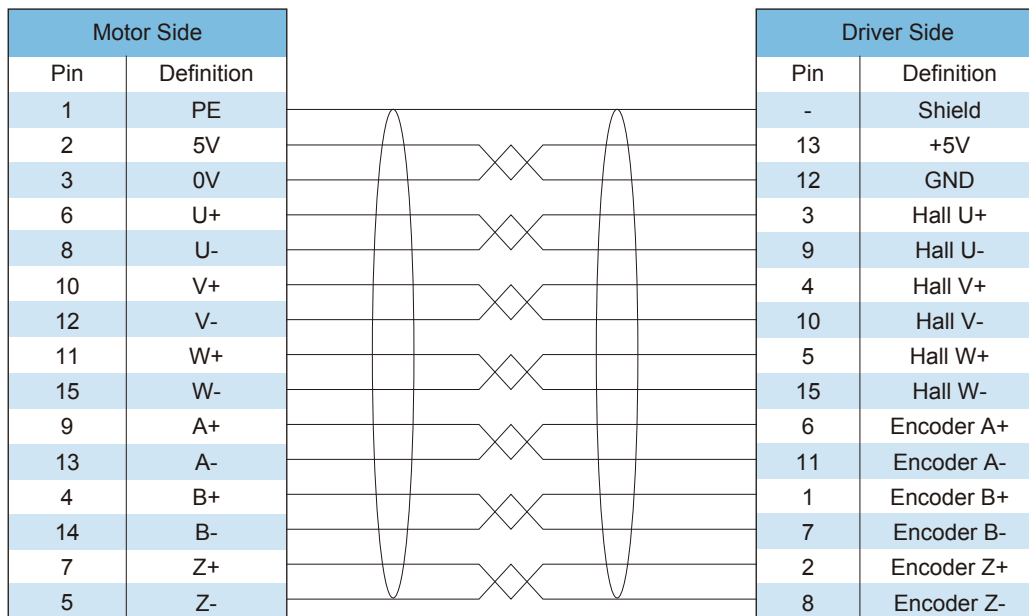 Motor Side Driver Side
Pin Definition Pin Definition
1 PE - Shield
2 5V 13 +5V
3 0V 12 GND
6 U+ 3 Hall U+
8 U- 9 Hall U-
10 V+ 4 Hall V+
12 V- 10 Hall V-
11 W+ 5 Hall W+
15 W- 15 Hall W-
9 A+ 6 Encoder A+
13 A- 11 Encoder A-
4 B+ 1 Encoder B+
14 B- 7 Encoder B-
7 Z+ 2 Encoder Z+
5 Z- 8 Encoder Z-